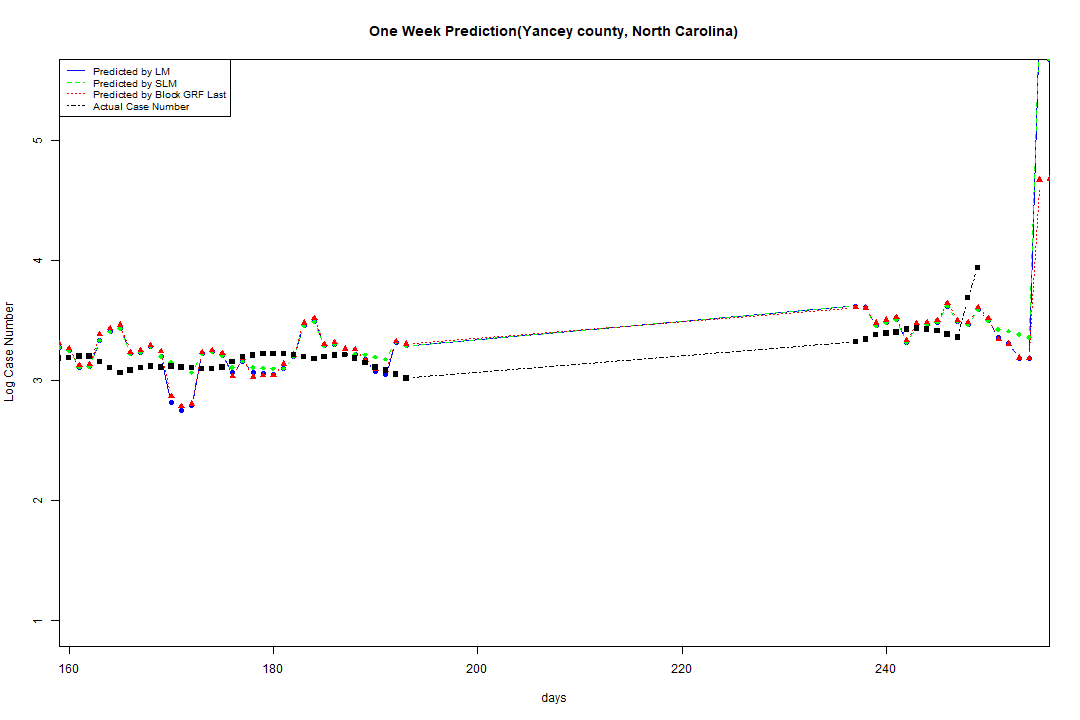 One Week Prediction(Yancey county, North Carolina)
Predicted by LM
Predicted by SLM
Predicted by Block GRF Last
Actual Case Number
5
4
3
2
1
Log Case Number
160 180 200 220 240
days